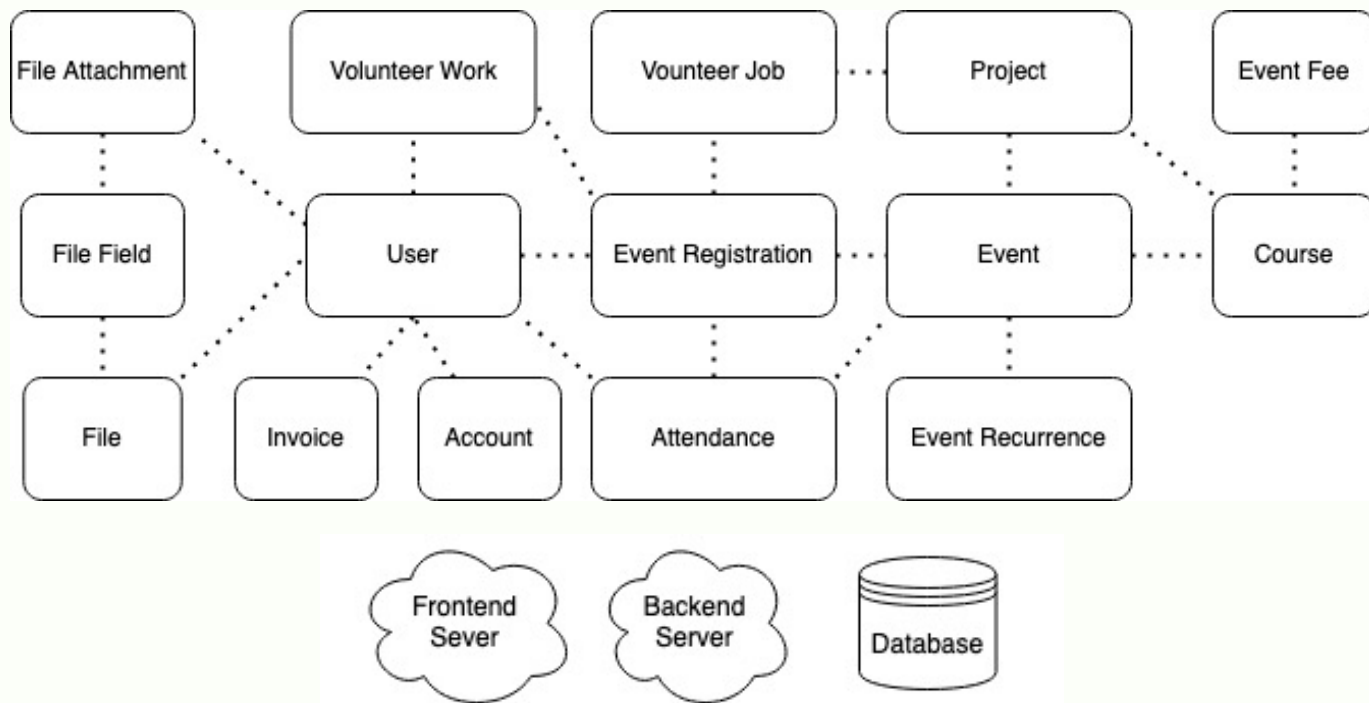 File Attachment
Volunteer Work
Vounteer Job
Project
Event Fee
File Field
User
Event Registration
Event
Course
File
Invoice
Account
Attendance
Event Recurrence
Frontend
Sever
Backend
Server
Database